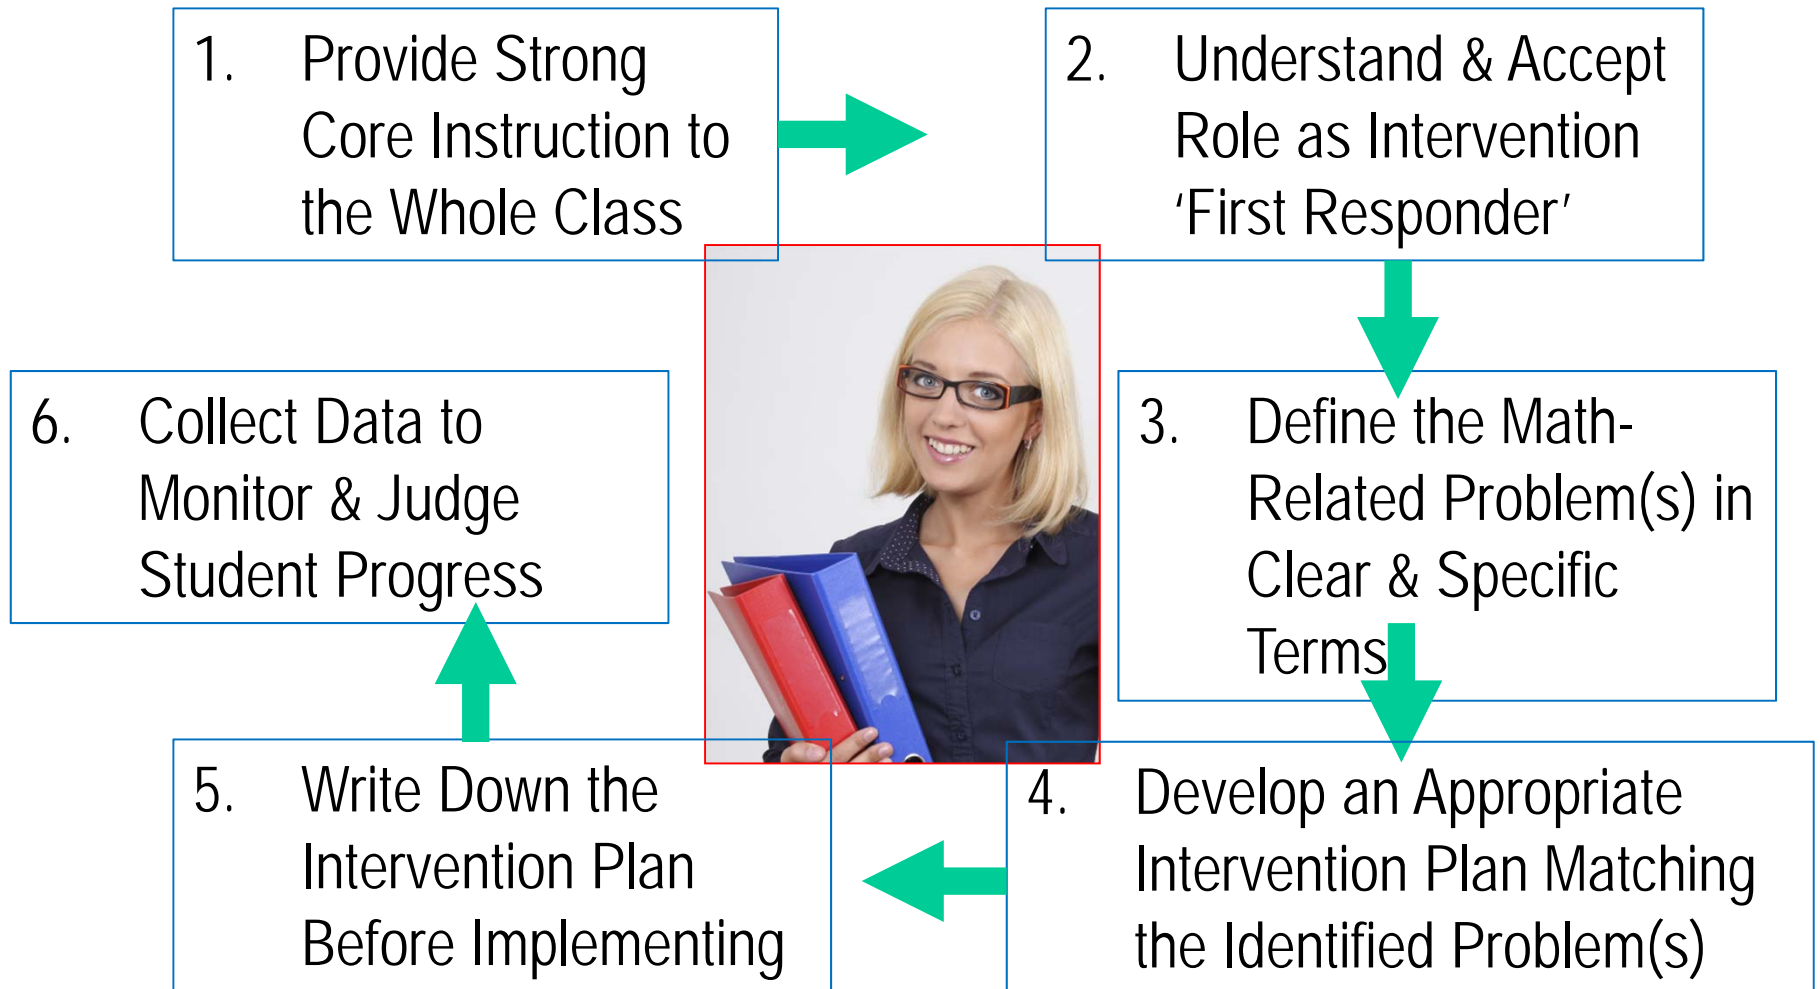 1. Provide Strong
Core Instruction to
the Whole Class
2. Understand & Accept
Role as Intervention
‘First Responder’
3. Define the Math-
Related Problem(s) in
Clear & Specific
Terms
4. Develop an Appropriate
Intervention Plan Matching
the Identified Problem(s)
5. Write Down the
Intervention Plan
Before Implementing
6. Collect Data to
Monitor & Judge
Student Progress